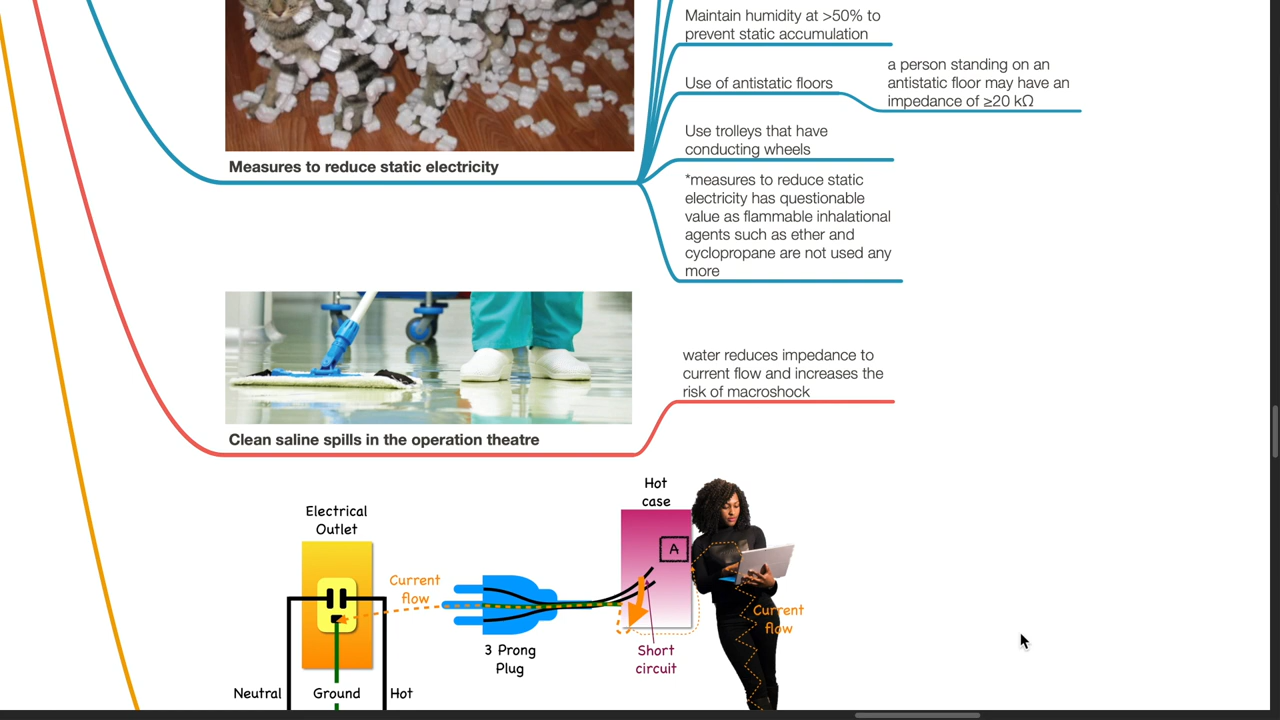 Maintain humidity at >50% to
prevent static accumulation
a person standing on an
antistatic floor may have an
impedance of ≥20 kΩ
Use of antistatic floors
Use trolleys that have
conducting wheels
Measures to reduce static electricity
*measures to reduce static
electricity has questionable
value as flammable inhalational
agents such as ether and
cyclopropane are not used any
more
water reduces impedance to
current flow and increases the
risk of macroshock
Clean saline spills in the operation theatre
Hot
case
Electrical
Outlet
A
Current
flow
Current
flow
3 Prong
Plug
Short
circuit
Neutral
Ground
Hot